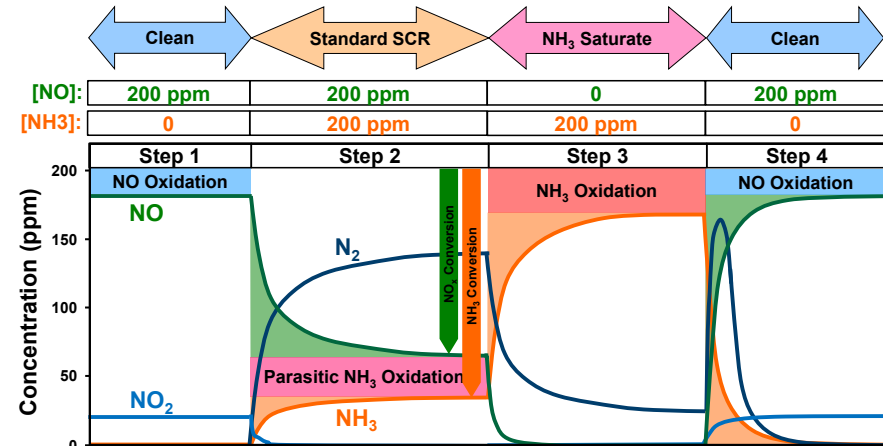 Clean Standard SCR NH₃ Saturate Clean
[NO]: 200 ppm 200 ppm 0 200 ppm
[NH3]: 0 200 ppm 200 ppm 0
Step 1 Step 2 Step 3 Step 4
200
150
100
50
0
Concentration (ppm)
NO Oxidation
NO
NO₂
N₂
NOₓ Conversion
NH₃ Conversion
Parasitic NH₃ Oxidation
NH₃
NH₃ Oxidation
NO Oxidation